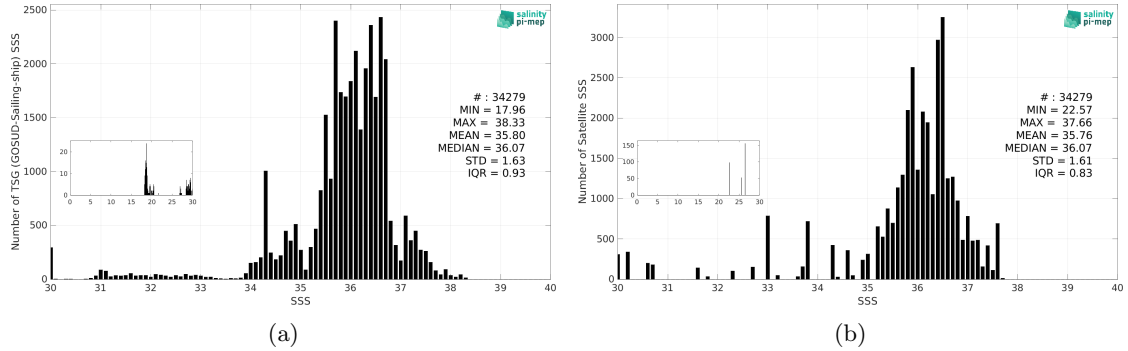 salinity
pi-mep
Number of TSG (GOSUD-Sailing-ship) SSS
2500
2000
1500
1000
500
0
# : 34279
MIN = 17.96
MAX = 38.33
MEAN = 35.80
MEDIAN = 36.07
STD = 1.63
IQR = 0.93
20
10
0
0 5 10 15 20 25 30
30 31 32 33 34 35 36 37 38 39 40
SSS
(a)
salinity
pi-mep
Number of Satellite SSS
3000
2500
2000
1500
1000
500
0
# : 34279
MIN = 22.57
MAX = 37.66
MEAN = 35.76
MEDIAN = 36.07
STD = 1.61
IQR = 0.83
150
100
50
0
0 5 10 15 20 25 30
30 31 32 33 34 35 36 37 38 39 40
SSS
(b)